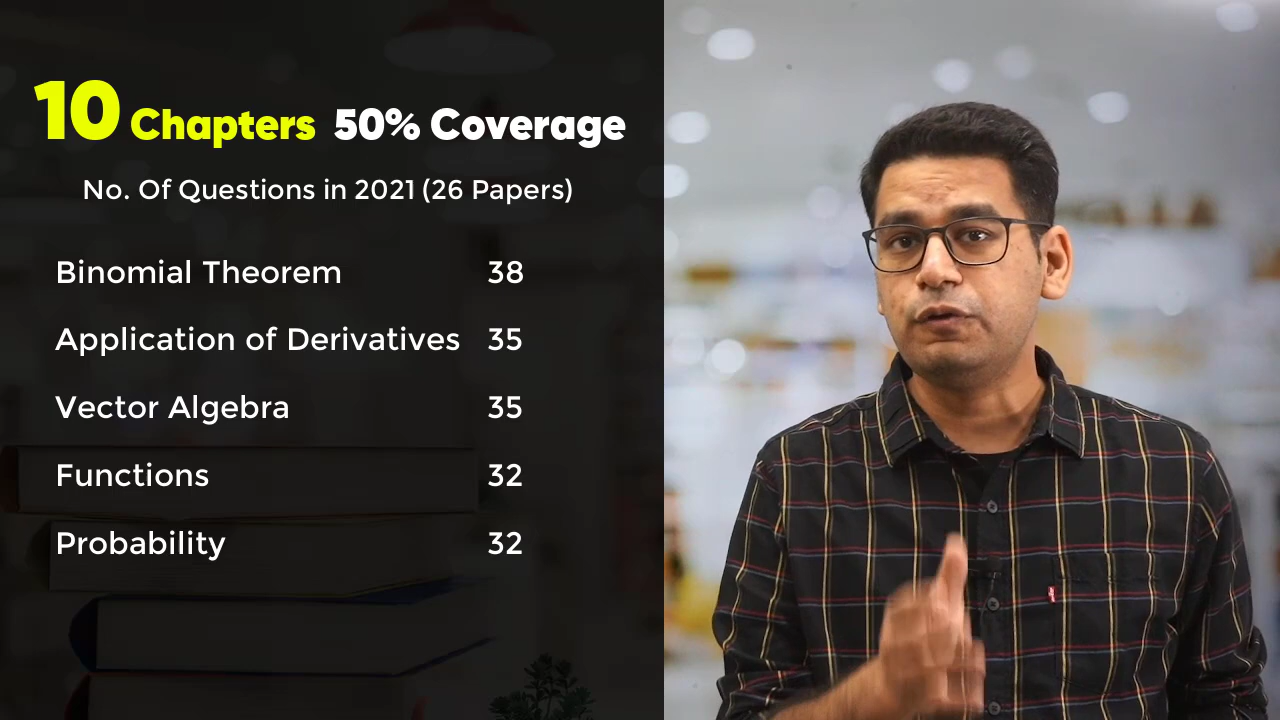 10 Chapters 50% Coverage
No. Of Questions in 2021 (26 Papers)
Binomial Theorem 38
Application of Derivatives 35
Vector Algebra 35
Functions 32
Probability 32